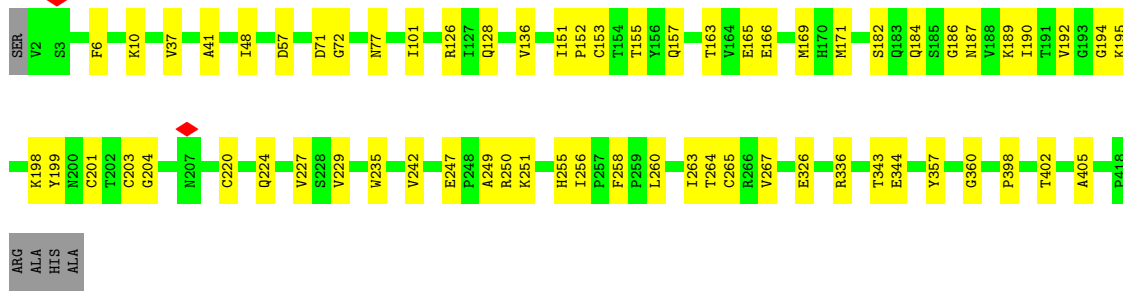 SER V2 S3 F6 K10 V37 A41 I48 D57 D71 G72 N77 I101 R126 I127 Q128 V136 I151 P152 C153 T154 T155 Y156 Q157 T163 V164 E165 E166 M169 H170 M171 S182 Q183 Q184 S185 G186 N187 V188 K189 I190 T191 V192 G193 G194 K195
K198 Y199 N200 C201 T202 C203 G204 N207 C220 Q224 V227 S228 V229 W235 V242 E247 P248 A249 R250 K251 H255 I256 P257 F258 P259 L260 I263 T264 C265 R266 V267 E326 R336 T343 E344 Y357 G360 P398 T402 A405 P418
ARG ALA HIS ALA